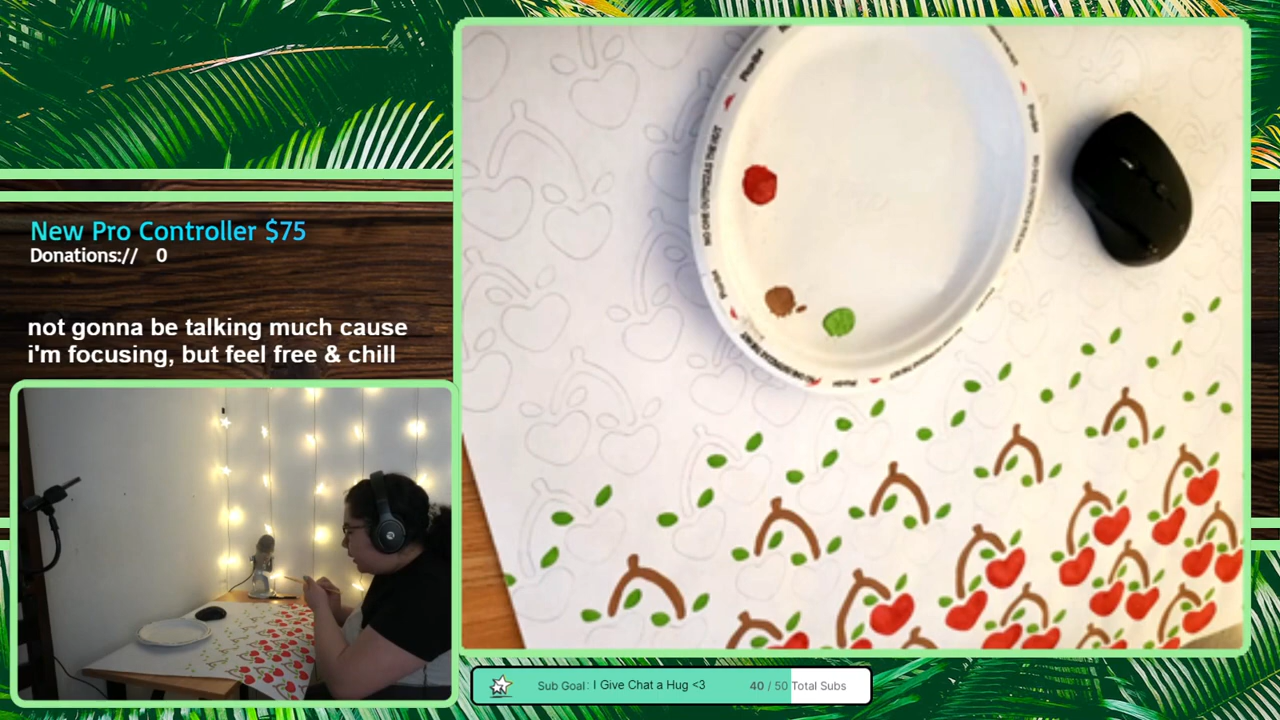 New Pro Controller $75
Donations:// 0
not gonna be talking much cause
i'm focusing, but feel free & chill
Sub Goal: I Give Chat a Hug <3 40 / 50 Total Subs